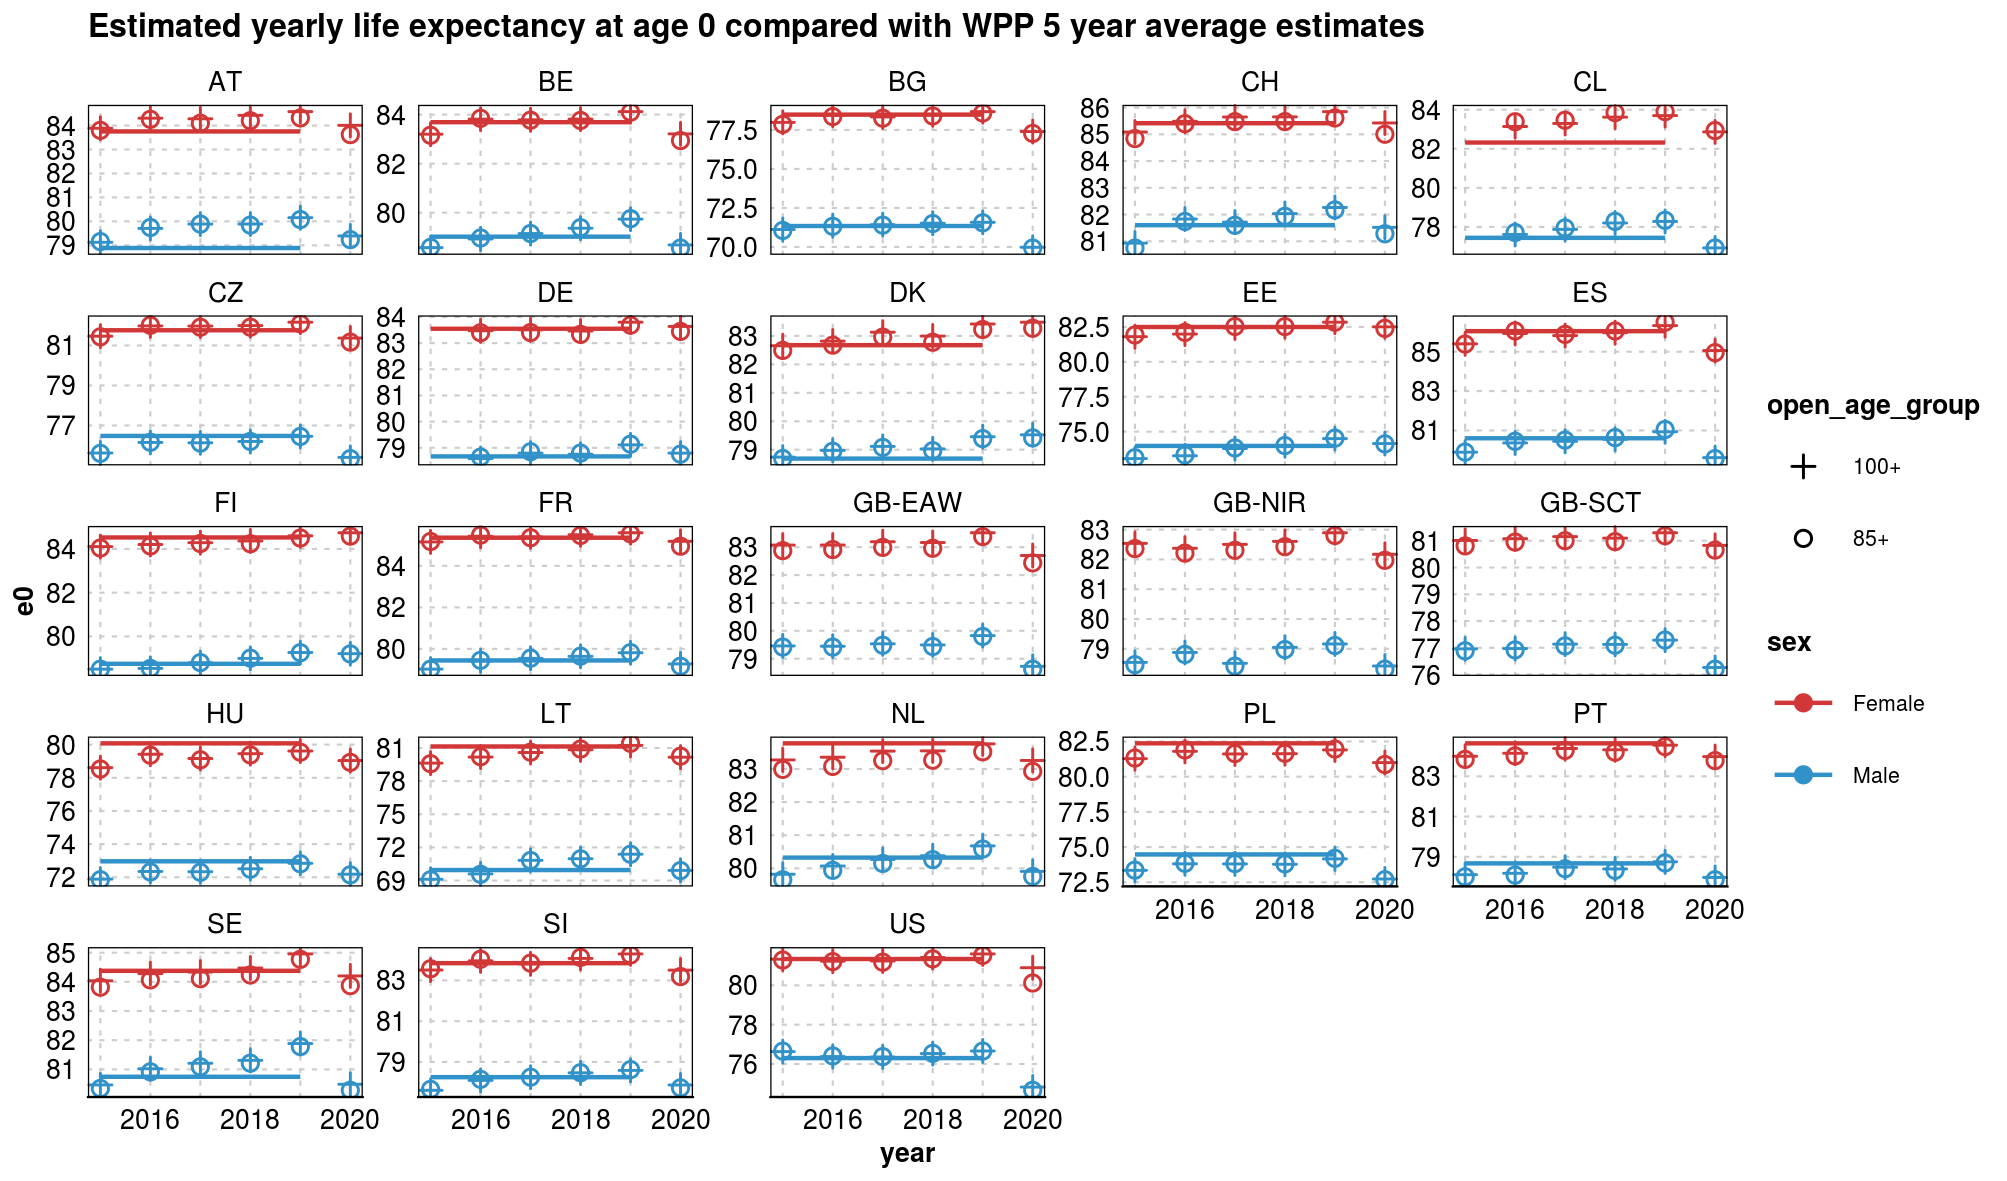 Estimated yearly life expectancy at age 0 compared with WPP 5 year average estimates
AT BE BG CH CL
84 83 82 81 80 79
84 82 80
77.5 75.0 72.5 70.0
86 85 84 83 82 81
84 82 80 78
CZ DE DK EE ES
81 79 77
84 83 82 81 80 79
83 82 81 80 79
82.5 80.0 77.5 75.0
85 83 81
FI FR GB-EAW GB-NIR GB-SCT
84 82 80
84 82 80
83 82 81 80 79
83 82 81 80 79
81 80 79 78 77 76
HU LT NL PL PT
80 78 76 74 72
81 78 75 72 69
83 82 81 80
82.5 80.0 77.5 75.0 72.5
83 81 79
2016 2018 2020 2016 2018 2020
SE SI US
85 84 83 82 81
83 81 79
80 78 76
2016 2018 2020 2016 2018 2020 2016 2018 2020
e0
year
open_age_group
100+
85+
sex
Female
Male